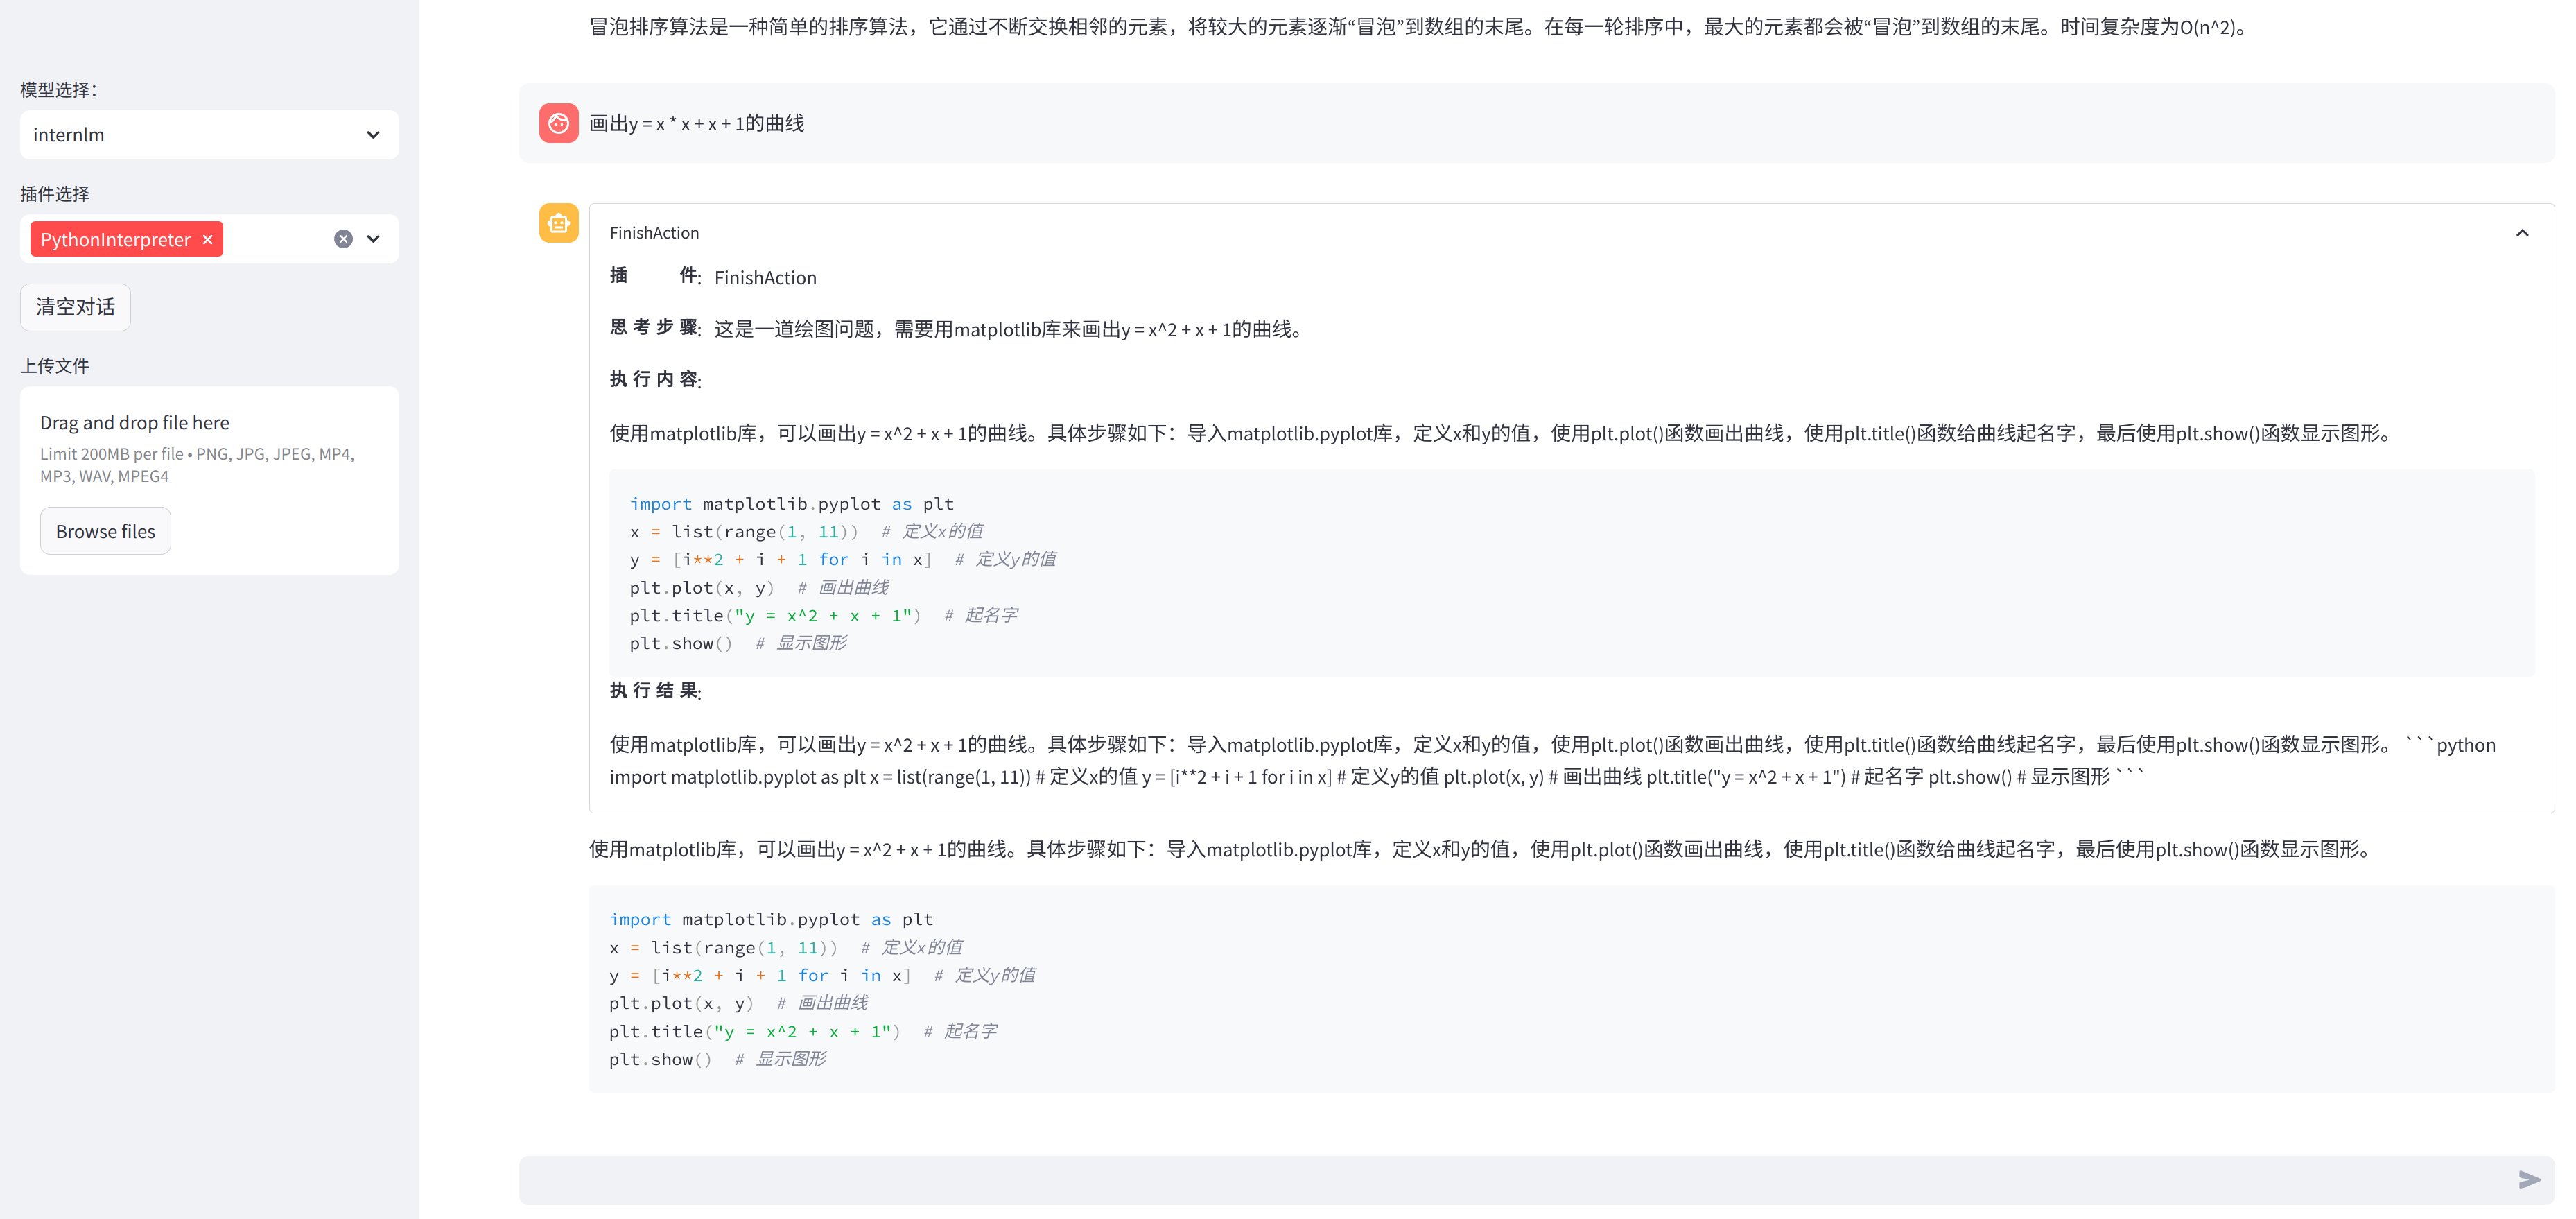 模型选择：
internlm
插件选择
PythonInterpreter ×
清空对话
上传文件
Drag and drop file here
Limit 200MB per file • PNG, JPG, JPEG, MP4,
MP3, WAV, MPEG4
Browse files
冒泡排序算法是一种简单的排序算法，它通过不断交换相邻的元素，将较大的元素逐渐“冒泡”到数组的末尾。在每一轮排序中，最大的元素都会被“冒泡”到数组的末尾。时间复杂度为O(n^2)。
画出y = x * x + x + 1的曲线
FinishAction
插 件: FinishAction
思考步骤: 这是一道绘图问题，需要用matplotlib库来画出y = x^2 + x + 1的曲线。
执行内容:
使用matplotlib库，可以画出y = x^2 + x + 1的曲线。具体步骤如下：导入matplotlib.pyplot库，定义x和y的值，使用plt.plot()函数画出曲线，使用plt.title()函数给曲线起名字，最后使用plt.show()函数显示图形。
import matplotlib.pyplot as plt
x = list(range(1, 11))  # 定义x的值
y = [i**2 + i + 1 for i in x]  # 定义y的值
plt.plot(x, y)  # 画出曲线
plt.title("y = x^2 + x + 1")  # 起名字
plt.show()  # 显示图形
执行结果:
使用matplotlib库，可以画出y = x^2 + x + 1的曲线。具体步骤如下：导入matplotlib.pyplot库，定义x和y的值，使用plt.plot()函数画出曲线，使用plt.title()函数给曲线起名字，最后使用plt.show()函数显示图形。 ```python
import matplotlib.pyplot as plt x = list(range(1, 11)) # 定义x的值 y = [i**2 + i + 1 for i in x] # 定义y的值 plt.plot(x, y) # 画出曲线 plt.title("y = x^2 + x + 1") # 起名字 plt.show() # 显示图形 ```
使用matplotlib库，可以画出y = x^2 + x + 1的曲线。具体步骤如下：导入matplotlib.pyplot库，定义x和y的值，使用plt.plot()函数画出曲线，使用plt.title()函数给曲线起名字，最后使用plt.show()函数显示图形。
import matplotlib.pyplot as plt
x = list(range(1, 11))  # 定义x的值
y = [i**2 + i + 1 for i in x]  # 定义y的值
plt.plot(x, y)  # 画出曲线
plt.title("y = x^2 + x + 1")  # 起名字
plt.show()  # 显示图形